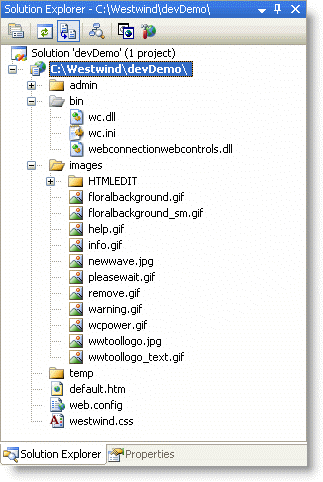 Solution Explorer - C:\Westwind\devDemo\
Solution 'devDemo' (1 project)
C:\Westwind\devDemo\
admin
bin
wc.dll
wc.ini
webconnectionwebcontrols.dll
images
HTMLEDIT
floralbackground.gif
floralbackground_sm.gif
help.gif
info.gif
newwave.jpg
pleasewait.gif
remove.gif
warning.gif
wcpower.gif
wwtoollogo.jpg
wwtoollogo_text.gif
temp
default.htm
web.config
westwind.css
Solution Explorer Properties